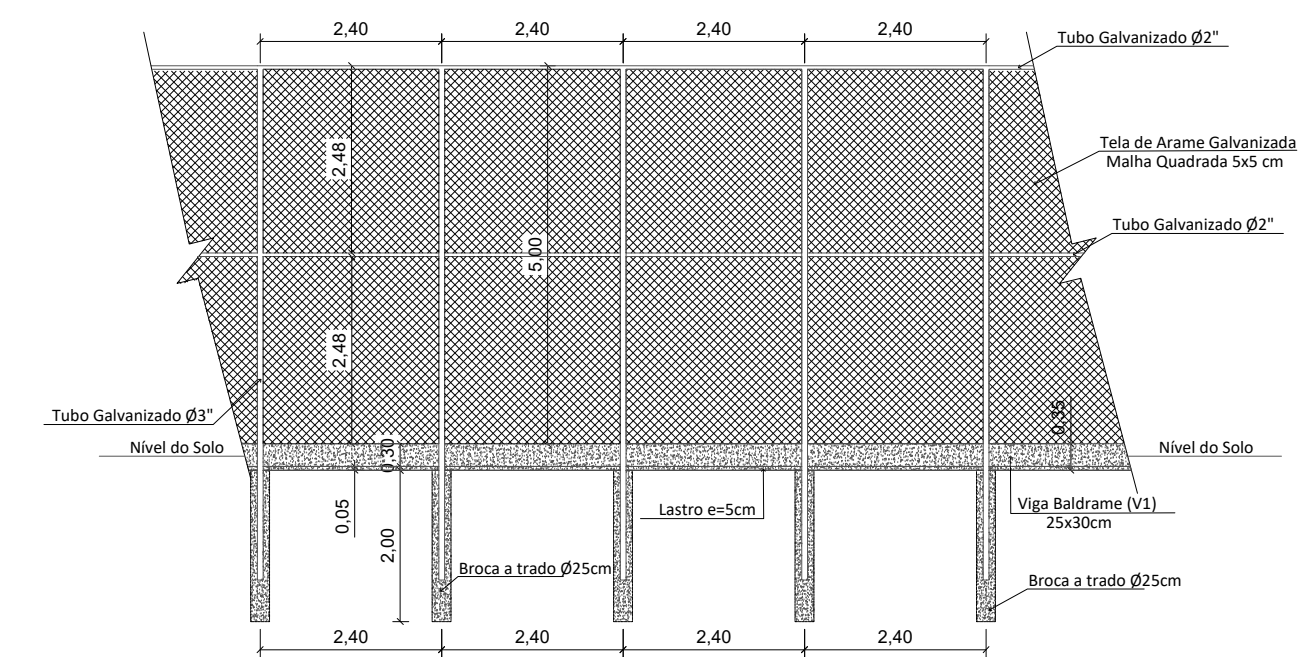 2,40
2,40
2,40
2,40
Tubo Galvanizado Ø2"
Tela de Arame Galvanizada
Malha Quadrada 5x5 cm
2,48
Tubo Galvanizado Ø2"
5,00
2,48
Tubo Galvanizado Ø3"
0,35
Nível do Solo
0,30
Nível do Solo
0,05
Lastro e=5cm
Viga Baldrame (V1)
25x30cm
2,00
Broca a trado Ø25cm
Broca a trado Ø25cm
2,40
2,40
2,40
2,40